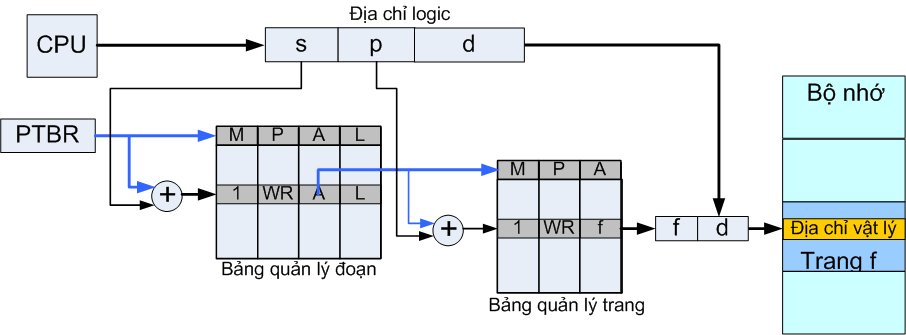 Địa chỉ logic
CPU
s p d
PTBR
M P A L
1 WR A L
Bảng quản lý đoạn
M P A
1 WR f
Bảng quản lý trang
+
+
f d
Bộ nhớ
Địa chỉ vật lý
Trang f